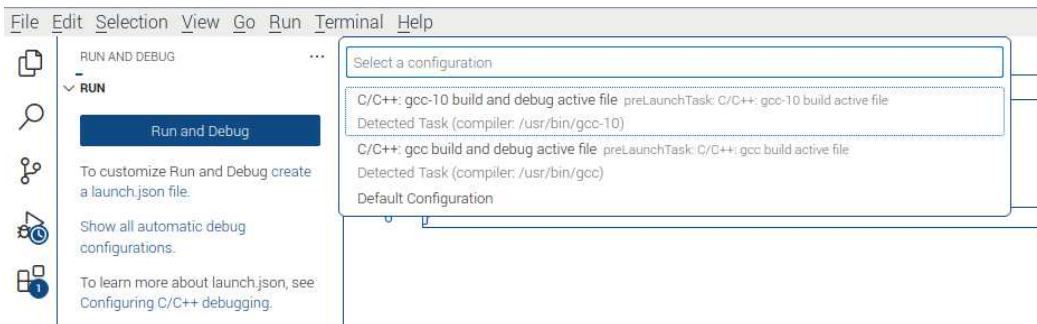 File Edit Selection View Go Run Terminal Help
RUN AND DEBUG ...
RUN
Run and Debug
To customize Run and Debug create
a launch.json file.
Show all automatic debug
configurations.
To learn more about launch.json, see
Configuring C/C++ debugging.
1
Select a configuration
C/C++: gcc-10 build and debug active file preLaunchTask: C/C++: gcc-10 build active file
Detected Task (compiler: /usr/bin/gcc-10)
C/C++: gcc build and debug active file preLaunchTask: C/C++: gcc build active file
Detected Task (compiler: /usr/bin/gcc)
Default Configuration